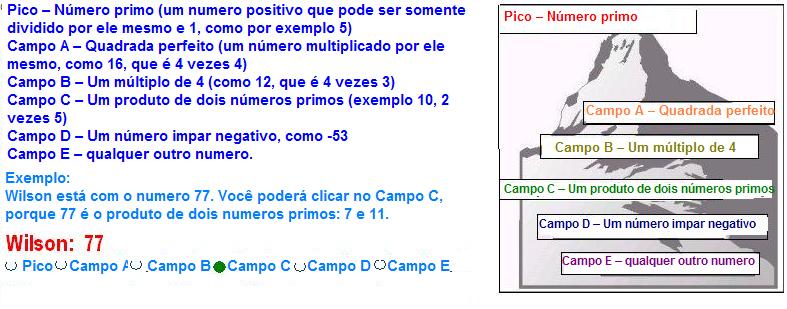 Pico – Número primo (um numero positivo que pode ser somente
dividido por ele mesmo e 1, como por exemplo 5)
Campo A – Quadrada perfeito (um número multiplicado por ele
mesmo, como 16, que é 4 vezes 4)
Campo B – Um múltiplo de 4 (como 12, que é 4 vezes 3)
Campo C – Um produto de dois números primos (exemplo 10, 2
vezes 5)
Campo D – Um número impar negativo, como -53
Campo E – qualquer outro numero.
Exemplo:
Wilson está com o numero 77. Você poderá clicar no Campo C,
porque 77 é o produto de dois numeros primos: 7 e 11.
Wilson: 77
Pico Campo A Campo B Campo C Campo D Campo E
Pico – Número primo
Campo A – Quadrada perfeito
Campo B – Um múltiplo de 4
Campo C – Um produto de dois números primos
Campo D – Um número impar negativo
Campo E – qualquer outro numero